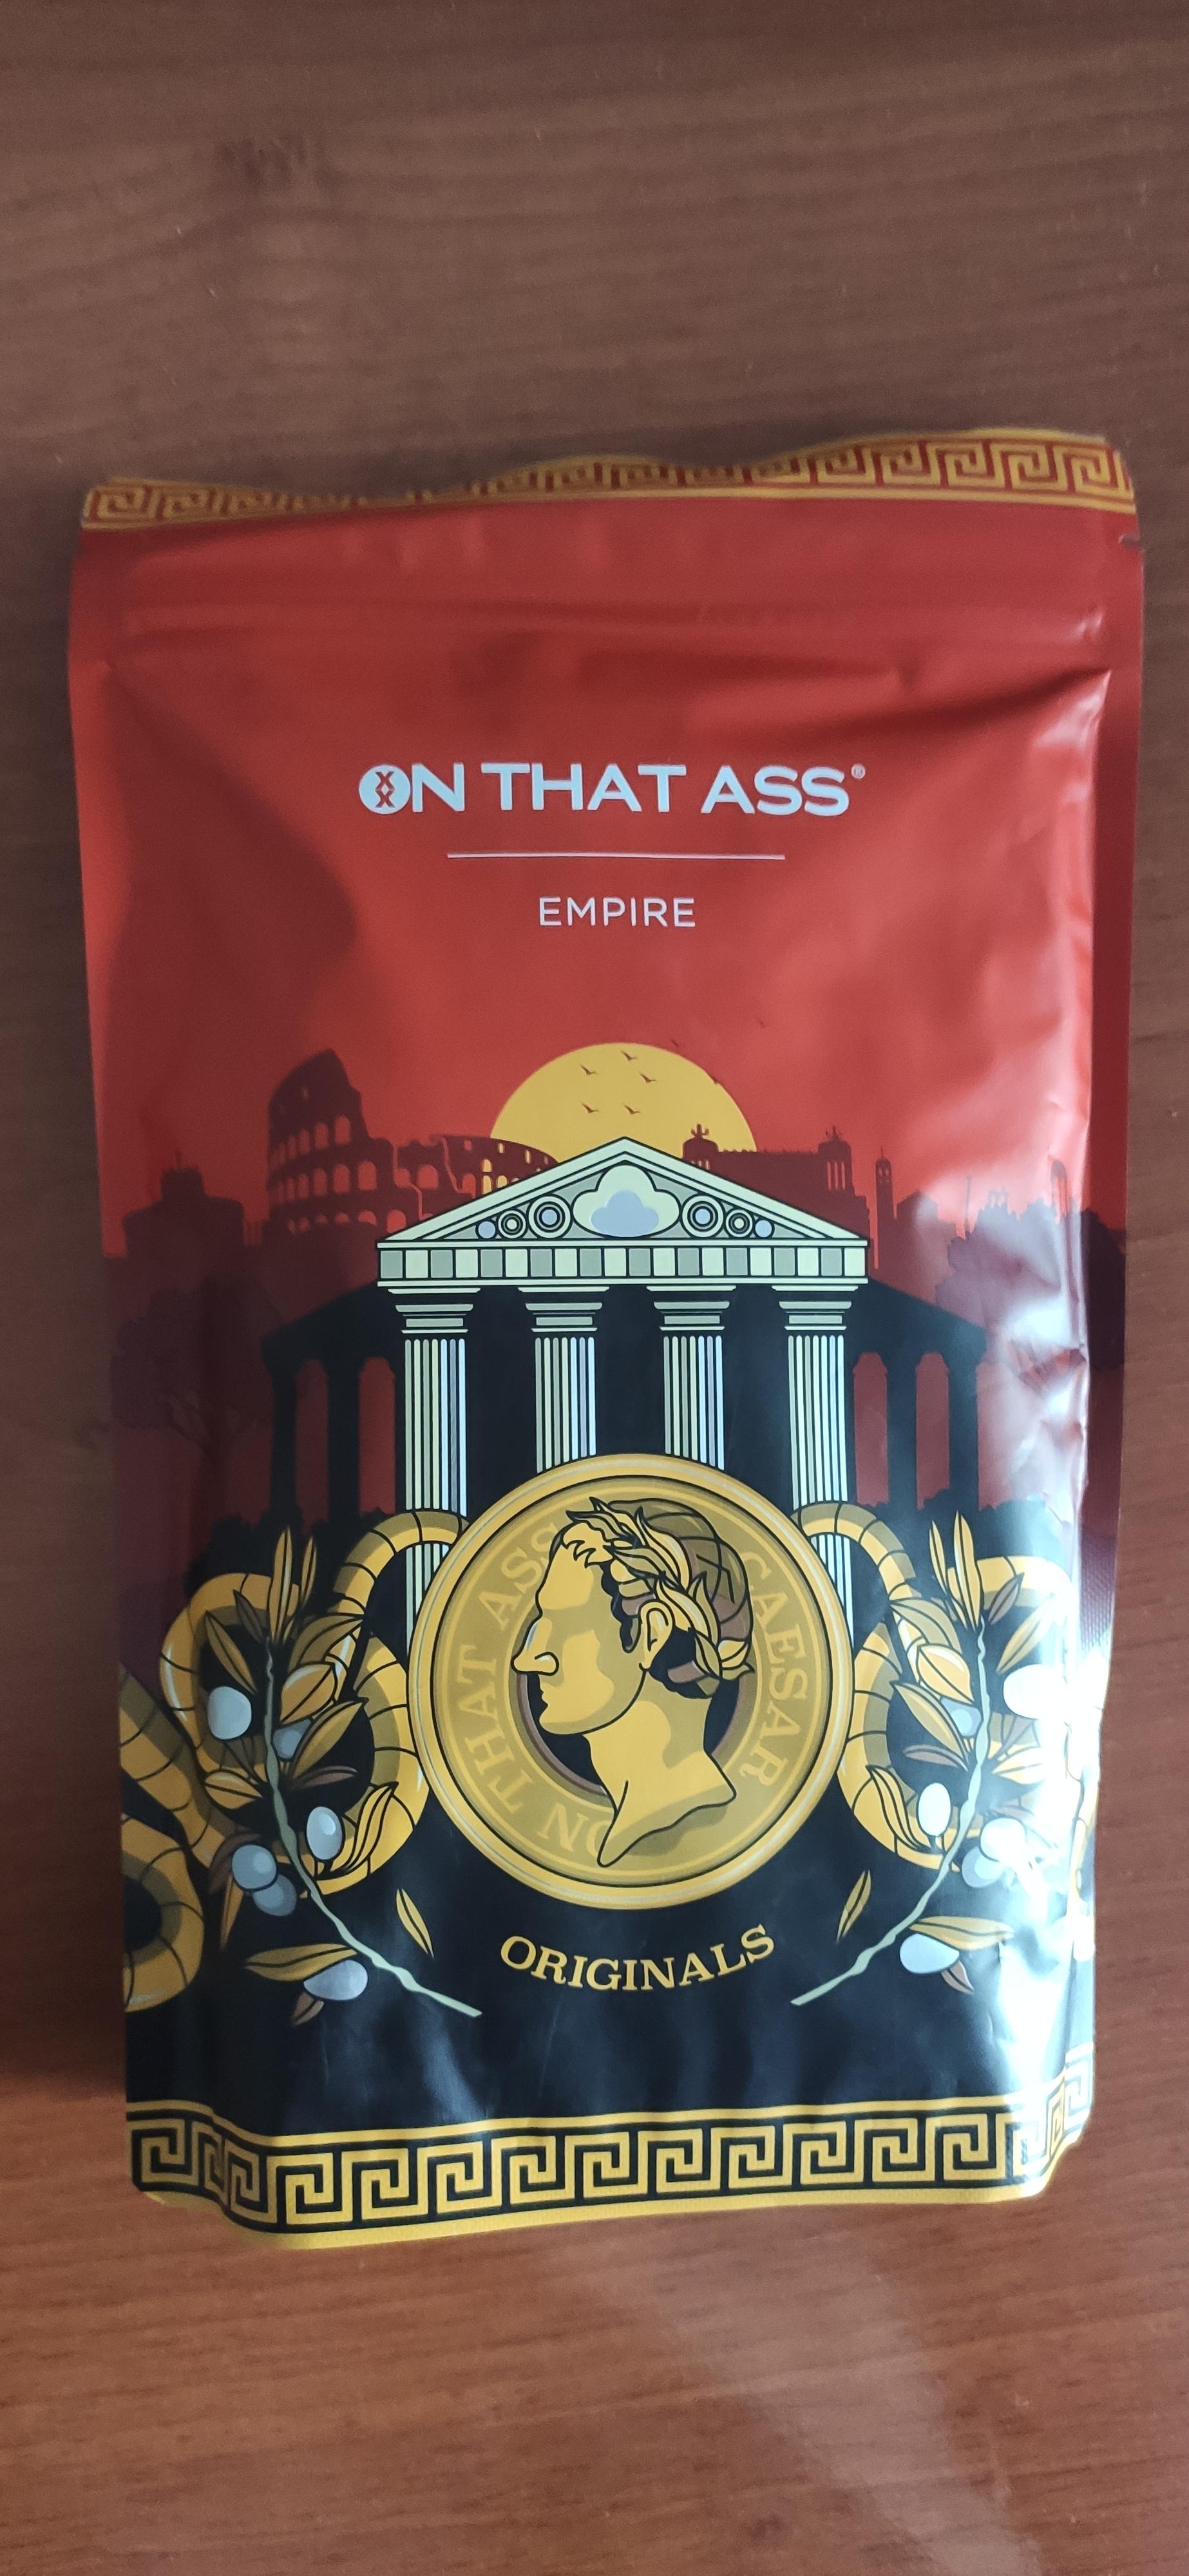 ON THAT ASS®
EMPIRE
ON THAT ASS CAESAR
ORIGINALS